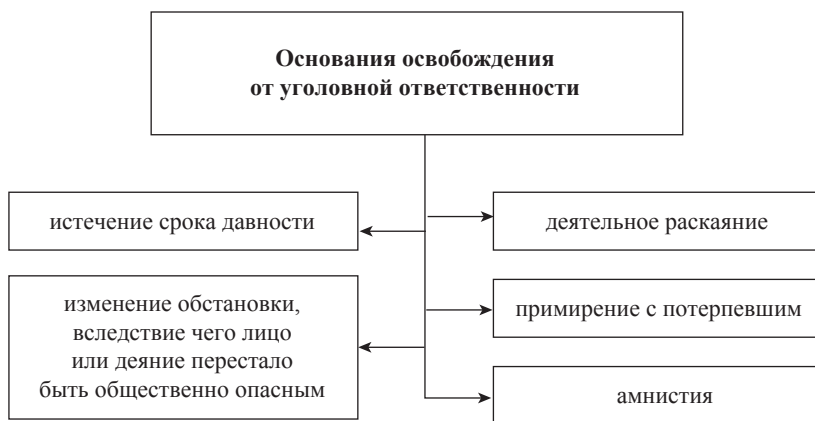 Основания освобождения
от уголовной ответственности
истечение срока давности
деятельное раскаяние
изменение обстановки,
вследствие чего лицо
или деяние перестало
быть общественно опасным
примирение с потерпевшим
амнистия